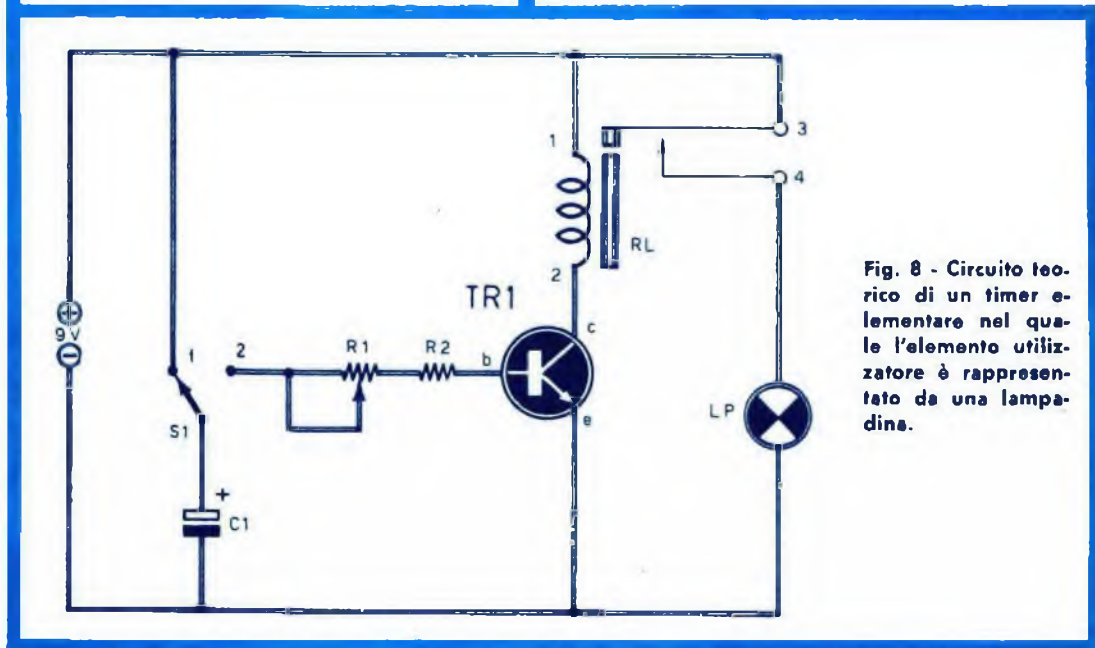 1
3
4
RL
2
TR1
c
9 V
1
2
R1
R2
b
e
S1
LP
+
C1
Fig. 8 - Circuito teo-
rico di un timer e-
lementare nel qua-
le l'elemento utiliz-
zatore è rappresen-
tato da una lampa-
dina.